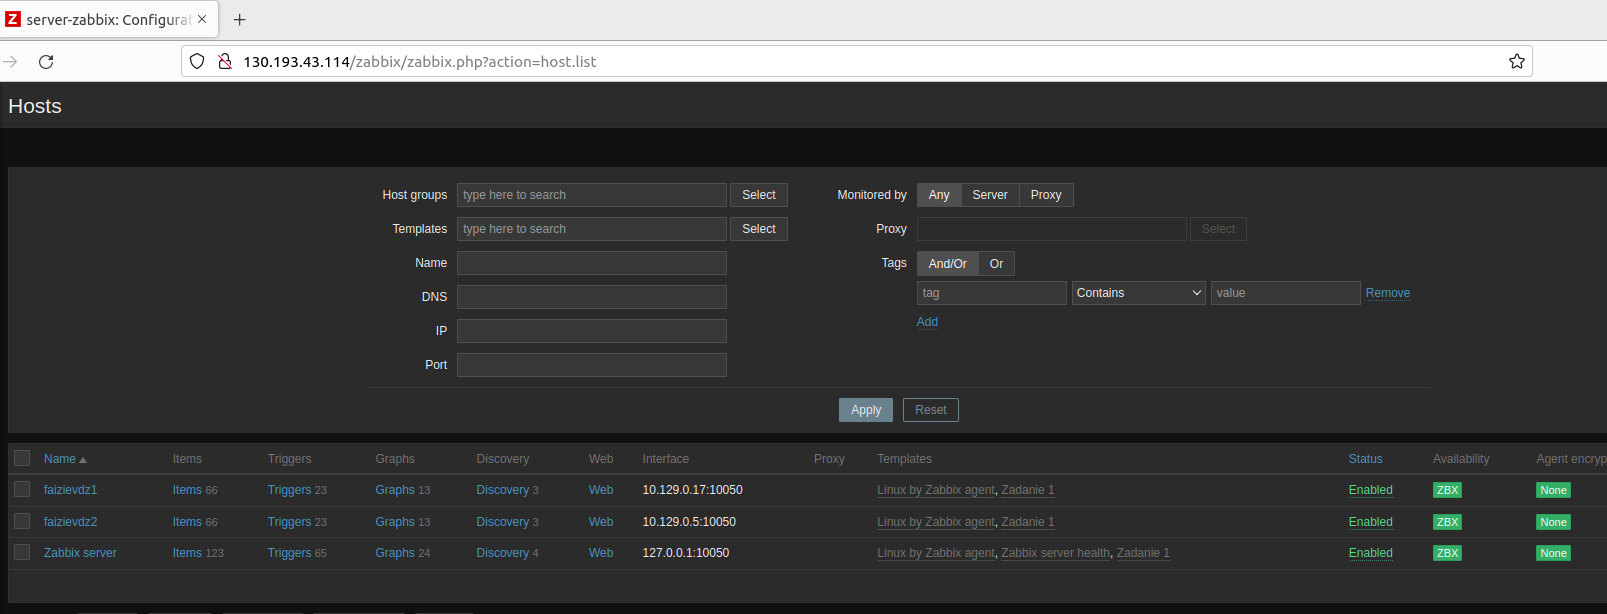 Z server-zabbix: Configurat
130.193.43.114/zabbix/zabbix.php?action=host.list
Hosts
Host groups type here to search Select Monitored by Any Server Proxy
Templates type here to search Select Proxy Select
Name Tags And/Or Or
tag Contains value Remove
DNS
Add
IP
Port
Apply Reset
Name Items Triggers Graphs Discovery Web Interface Proxy Templates Status Availability Agent encryp
faizievdz1 Items 66 Triggers 23 Graphs 13 Discovery 3 Web 10.129.0.17:10050 Linux by Zabbix agent, Zadanie 1 Enabled ZBX None
faizievdz2 Items 66 Triggers 23 Graphs 13 Discovery 3 Web 10.129.0.5:10050 Linux by Zabbix agent, Zadanie 1 Enabled ZBX None
Zabbix server Items 123 Triggers 65 Graphs 24 Discovery 4 Web 127.0.0.1:10050 Linux by Zabbix agent, Zabbix server health, Zadanie 1 Enabled ZBX None